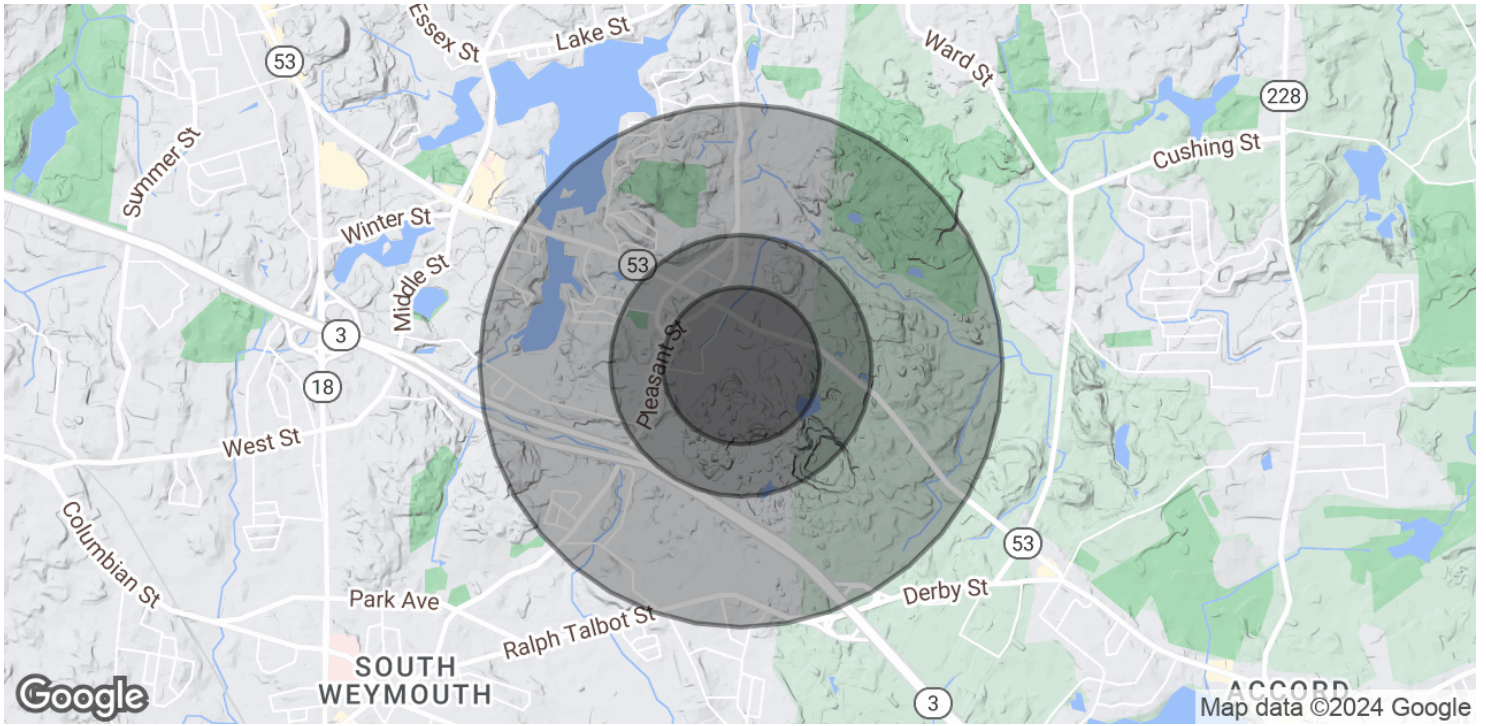 Essex St
Lake St
Ward St
53
228
Cushing St
Summer St
Winter St
Middle St
53
3
Pleasant St
18
West St
Columbian St
53
Park Ave
Derby St
Ralph Talbot St
SOUTH
WEYMOUTH
ACCORD
3
Google
Map data ©2024 Google